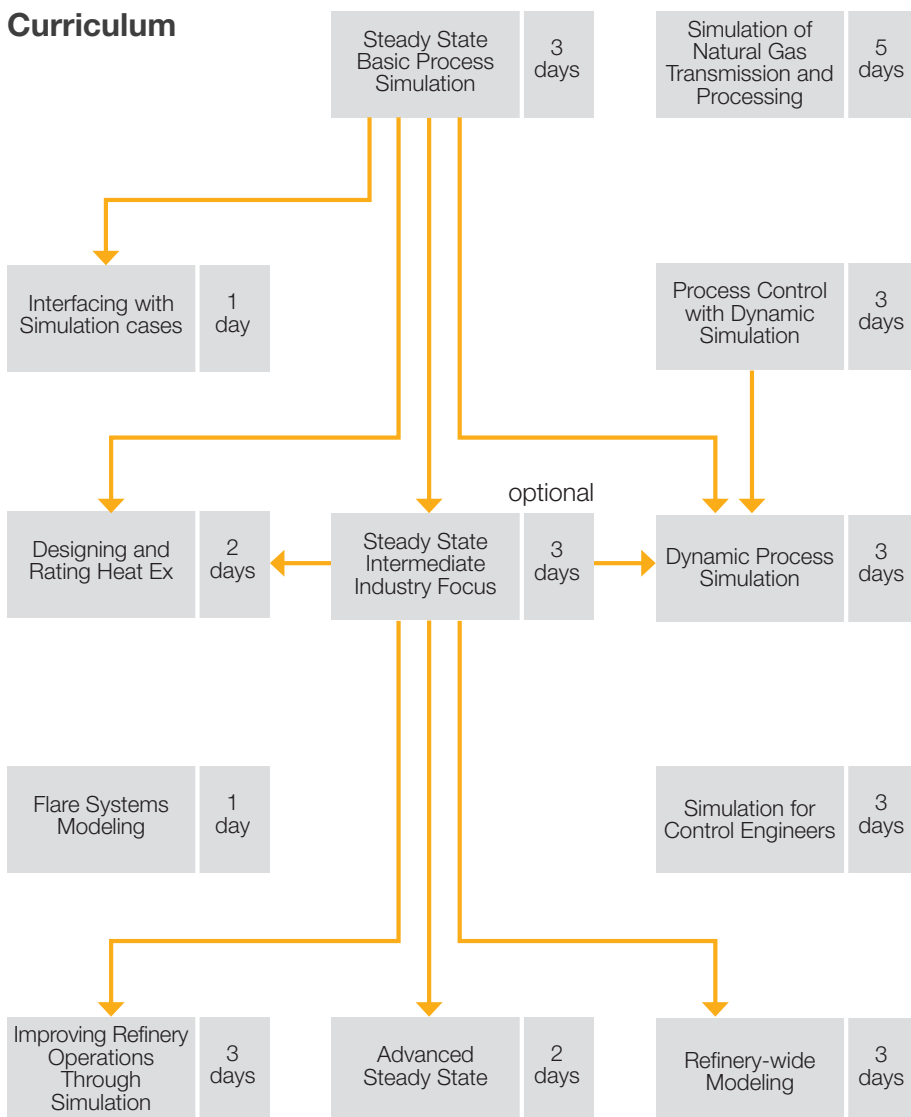 Curriculum
Steady State
Basic Process
Simulation
3
days
Simulation of
Natural Gas
Transmission and
Processing
5
days
Interfacing with
Simulation cases
1
day
Process Control
with Dynamic
Simulation
3
days
Designing and
Rating Heat Ex
2
days
optional
Steady State
Intermediate
Industry Focus
3
days
Dynamic Process
Simulation
3
days
Flare Systems
Modeling
1
day
Simulation for
Control Engineers
3
days
Improving Refinery
Operations
Through
Simulation
3
days
Advanced
Steady State
2
days
Refinery-wide
Modeling
3
days